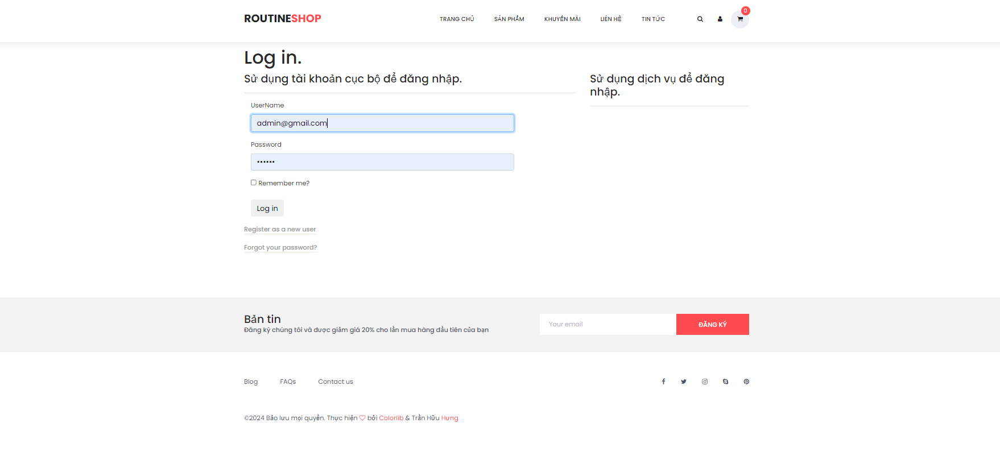 ROUTINESHOP
TRANG CHỦ SẢN PHẨM KHUYẾN MÃI LIÊN HỆ TIN TỨC
0
Log in.
Sử dụng tài khoản cục bộ để đăng nhập.
UserName
admin@gmail.com
Password
••••••
Remember me?
Log in
Register as a new user
Forgot your password?
Sử dụng dịch vụ để đăng
nhập.
Bản tin
Đăng ký chúng tôi và được giảm giá 20% cho lần mua hàng đầu tiên của bạn
Your email
ĐĂNG KÝ
Blog FAQs Contact us
©2024 Bảo lưu mọi quyền. Thực hiện ♡ bởi Colorlib & Trần Hữu Hưng